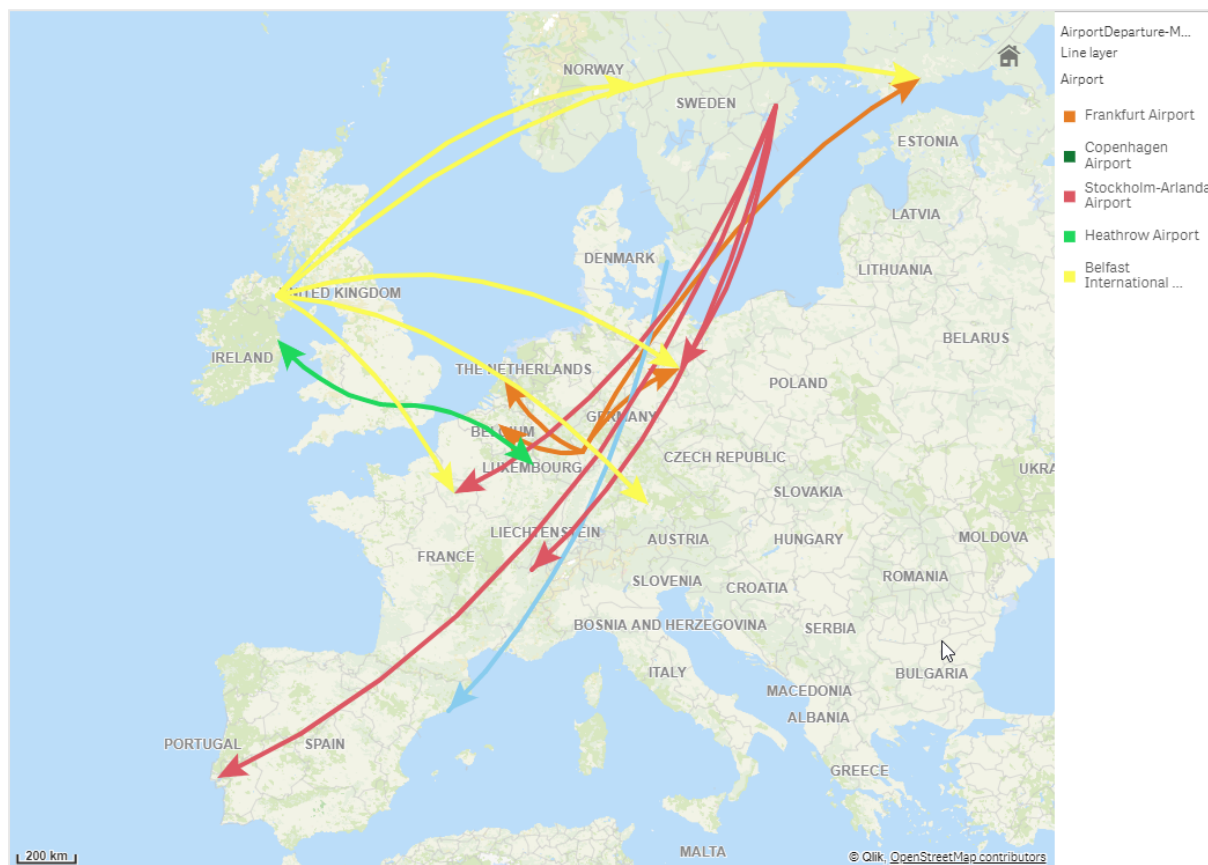 AirportDeparture-M...
Line layer
Airport
Frankfurt Airport
Copenhagen
Airport
Stockholm-Arlanda
Airport
Heathrow Airport
Belfast
International ...
NORWAY
SWEDEN
ESTONIA
LATVIA
DENMARK
LITHUANIA
UNITED KINGDOM
BELARUS
IRELAND
THE NETHERLANDS
POLAND
GERMANY
BELGIUM
CZECH REPUBLIC
LUXEMBOURG
UKRA
SLOVAKIA
LIECHTENSTEIN
MOLDOVA
AUSTRIA
HUNGARY
FRANCE
ROMANIA
SLOVENIA
CROATIA
BOSNIA AND HERZEGOVINA
SERBIA
ITALY
BULGARIA
MACEDONIA
ALBANIA
PORTUGAL
SPAIN
GREECE
MALTA
200 km
© Qlik, OpenStreetMap contributors